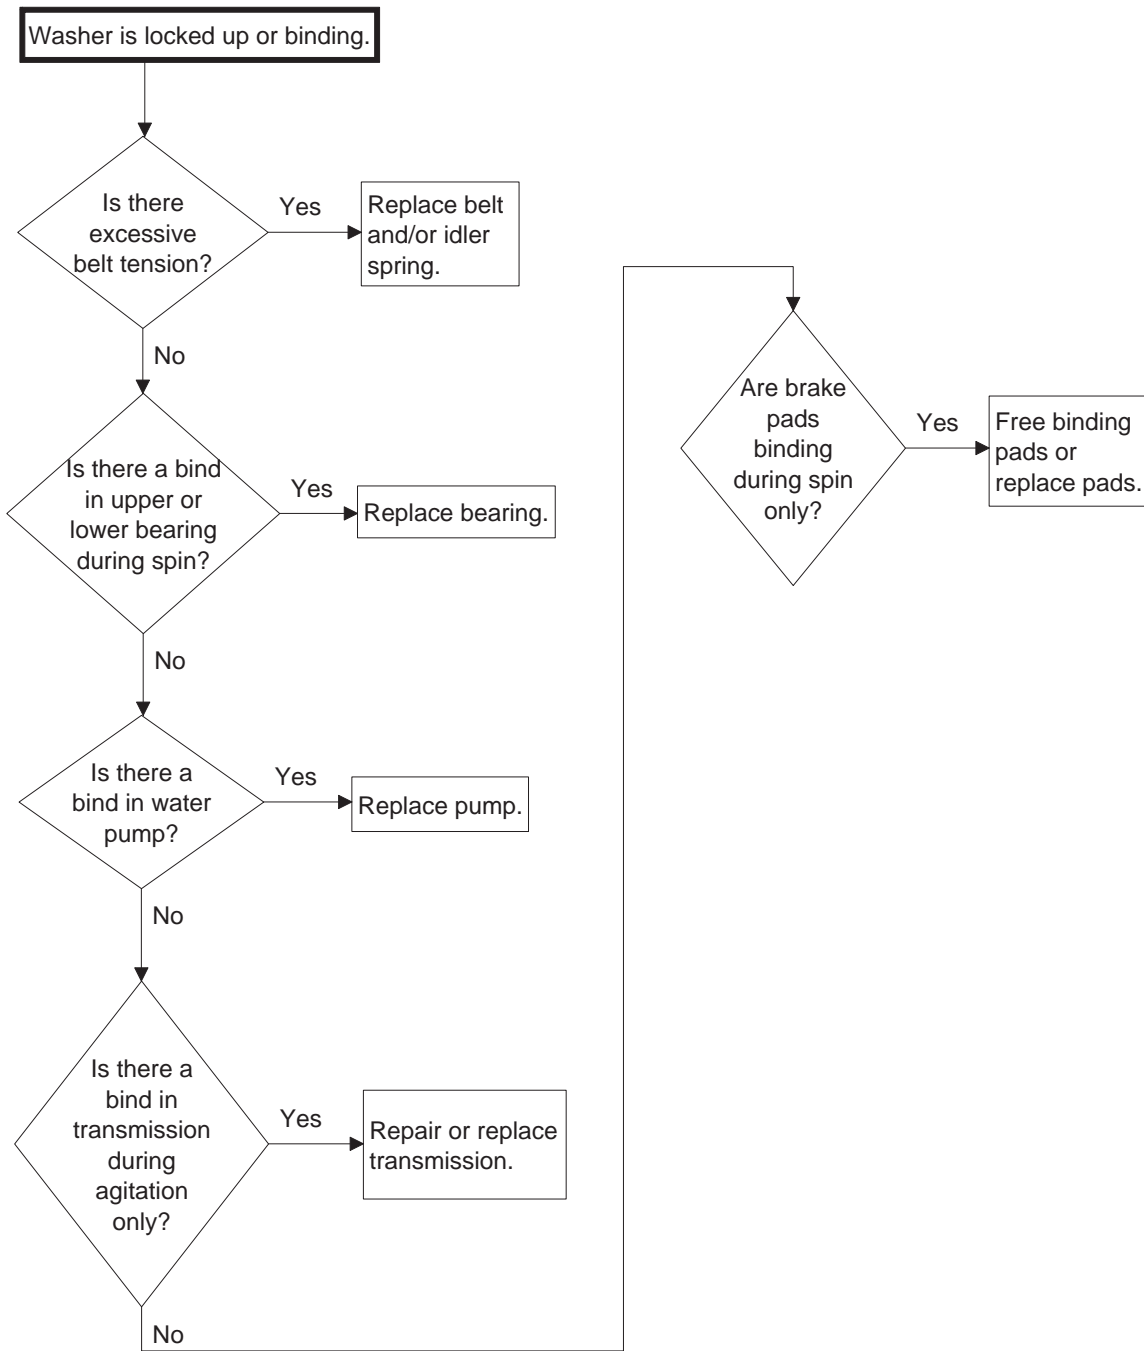 Washer is locked up or binding.
Is there
excessive
belt tension?
Yes
Replace belt
and/or idler
spring.
No
Is there a bind
in upper or
lower bearing
during spin?
Yes
Replace bearing.
No
Is there a
bind in water
pump?
Yes
Replace pump.
No
Is there a
bind in
transmission
during
agitation
only?
Yes
Repair or replace
transmission.
No
Are brake
pads
binding
during spin
only?
Yes
Free binding
pads or
replace pads.